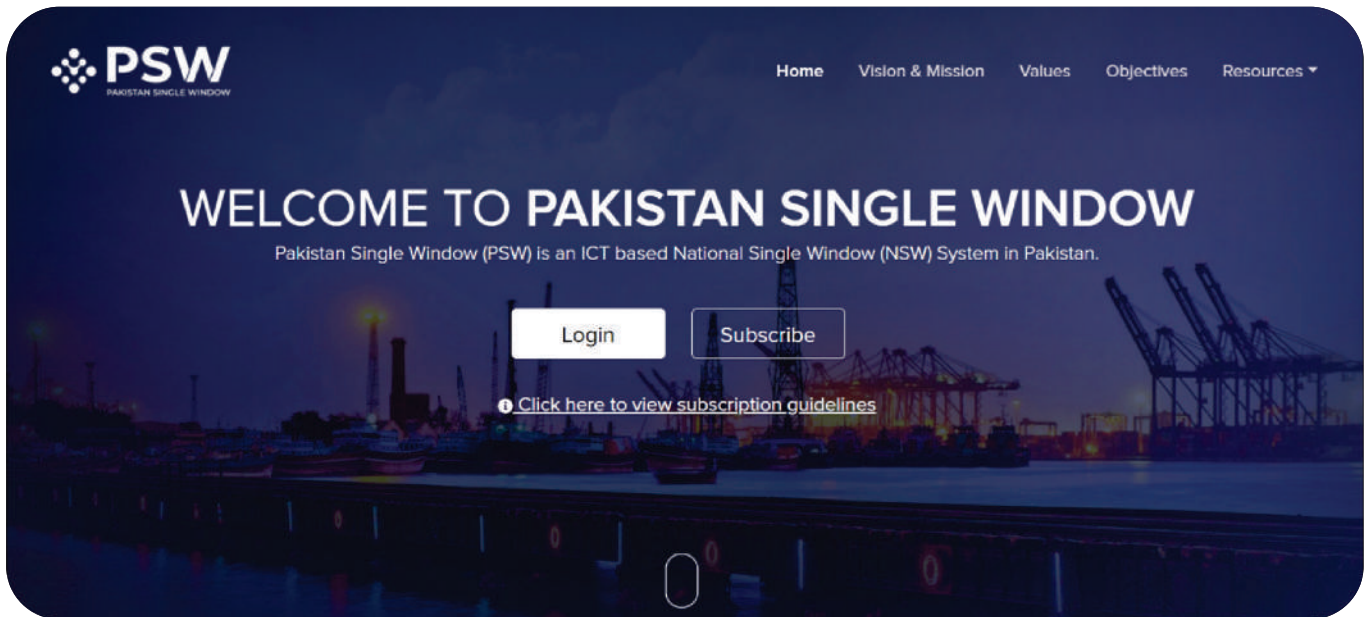 PSW
PAKISTAN SINGLE WINDOW
Home Vision & Mission Values Objectives Resources
WELCOME TO PAKISTAN SINGLE WINDOW
Pakistan Single Window (PSW) is an ICT based National Single Window (NSW) System in Pakistan.
Login Subscribe
Click here to view subscription guidelines